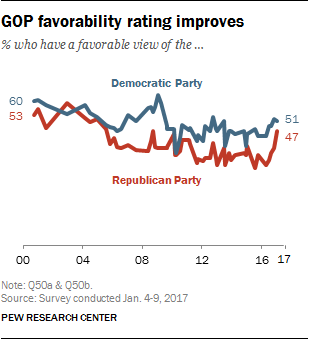 GOP favorability rating improves
% who have a favorable view of the ...
Democratic Party
60
53
51
47
Republican Party
00 04 08 12 16 17
Note: Q50a & Q50b.
Source: Survey conducted Jan. 4-9, 2017
PEW RESEARCH CENTER